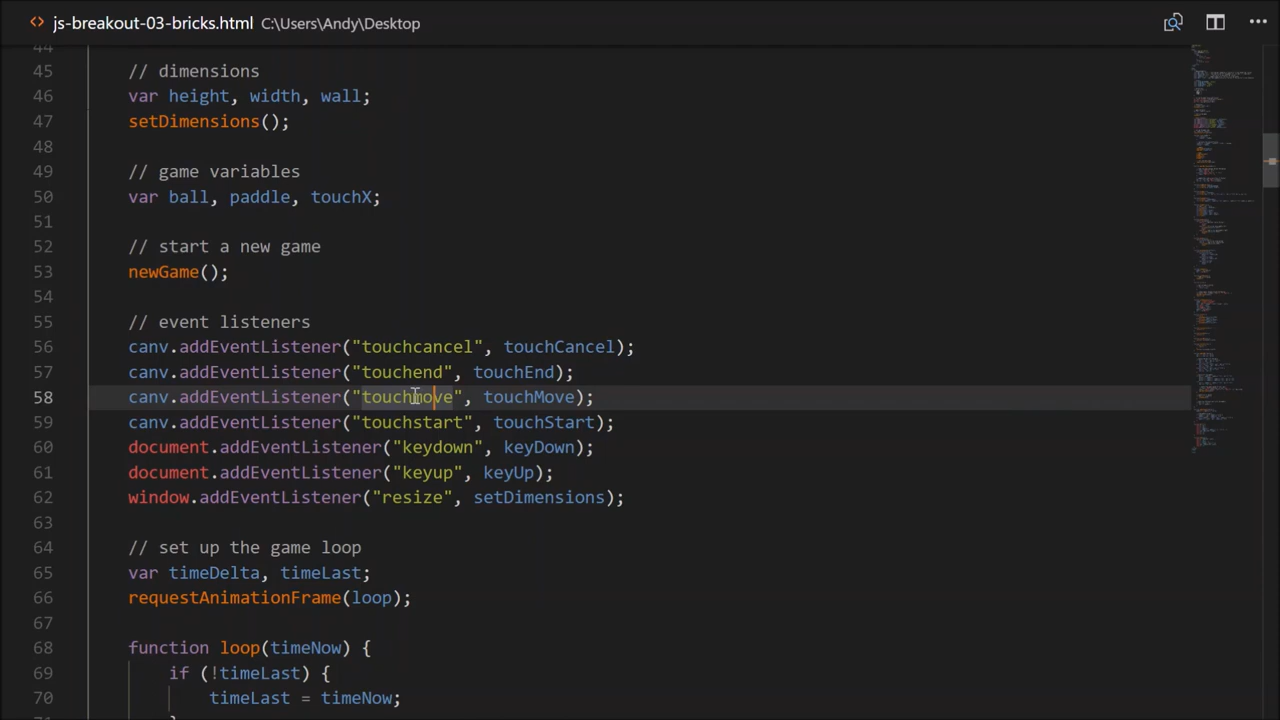 js-breakout-03-bricks.html C:\Users\Andy\Desktop
44
45 // dimensions
46 var height, width, wall;
47 setDimensions();
48
49 // game variables
50 var ball, paddle, touchX;
51
52 // start a new game
53 newGame();
54
55 // event listeners
56 canv.addEventListener("touchcancel", touchCancel);
57 canv.addEventListener("touchend", touchEnd);
58 canv.addEventListener("touchmove", touchMove);
59 canv.addEventListener("touchstart", touchStart);
60 document.addEventListener("keydown", keyDown);
61 document.addEventListener("keyup", keyUp);
62 window.addEventListener("resize", setDimensions);
63
64 // set up the game loop
65 var timeDelta, timeLast;
66 requestAnimationFrame(loop);
67
68 function loop(timeNow) {
69 if (!timeLast) {
70 timeLast = timeNow;